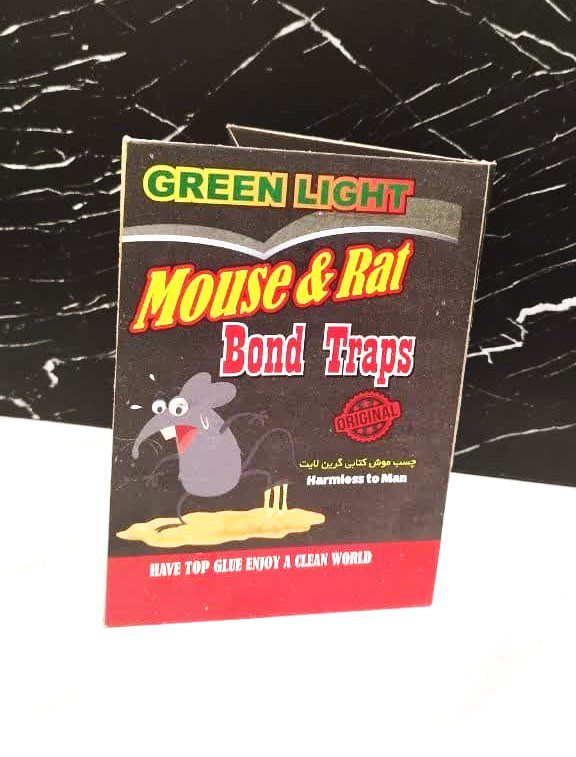 GREEN LIGHT
Mouse & Rat
Bond Traps
ORIGINAL
چسب موش کتابی گرین لایت
Harmless to Man
HAVE TOP GLUE ENJOY A CLEAN WORLD